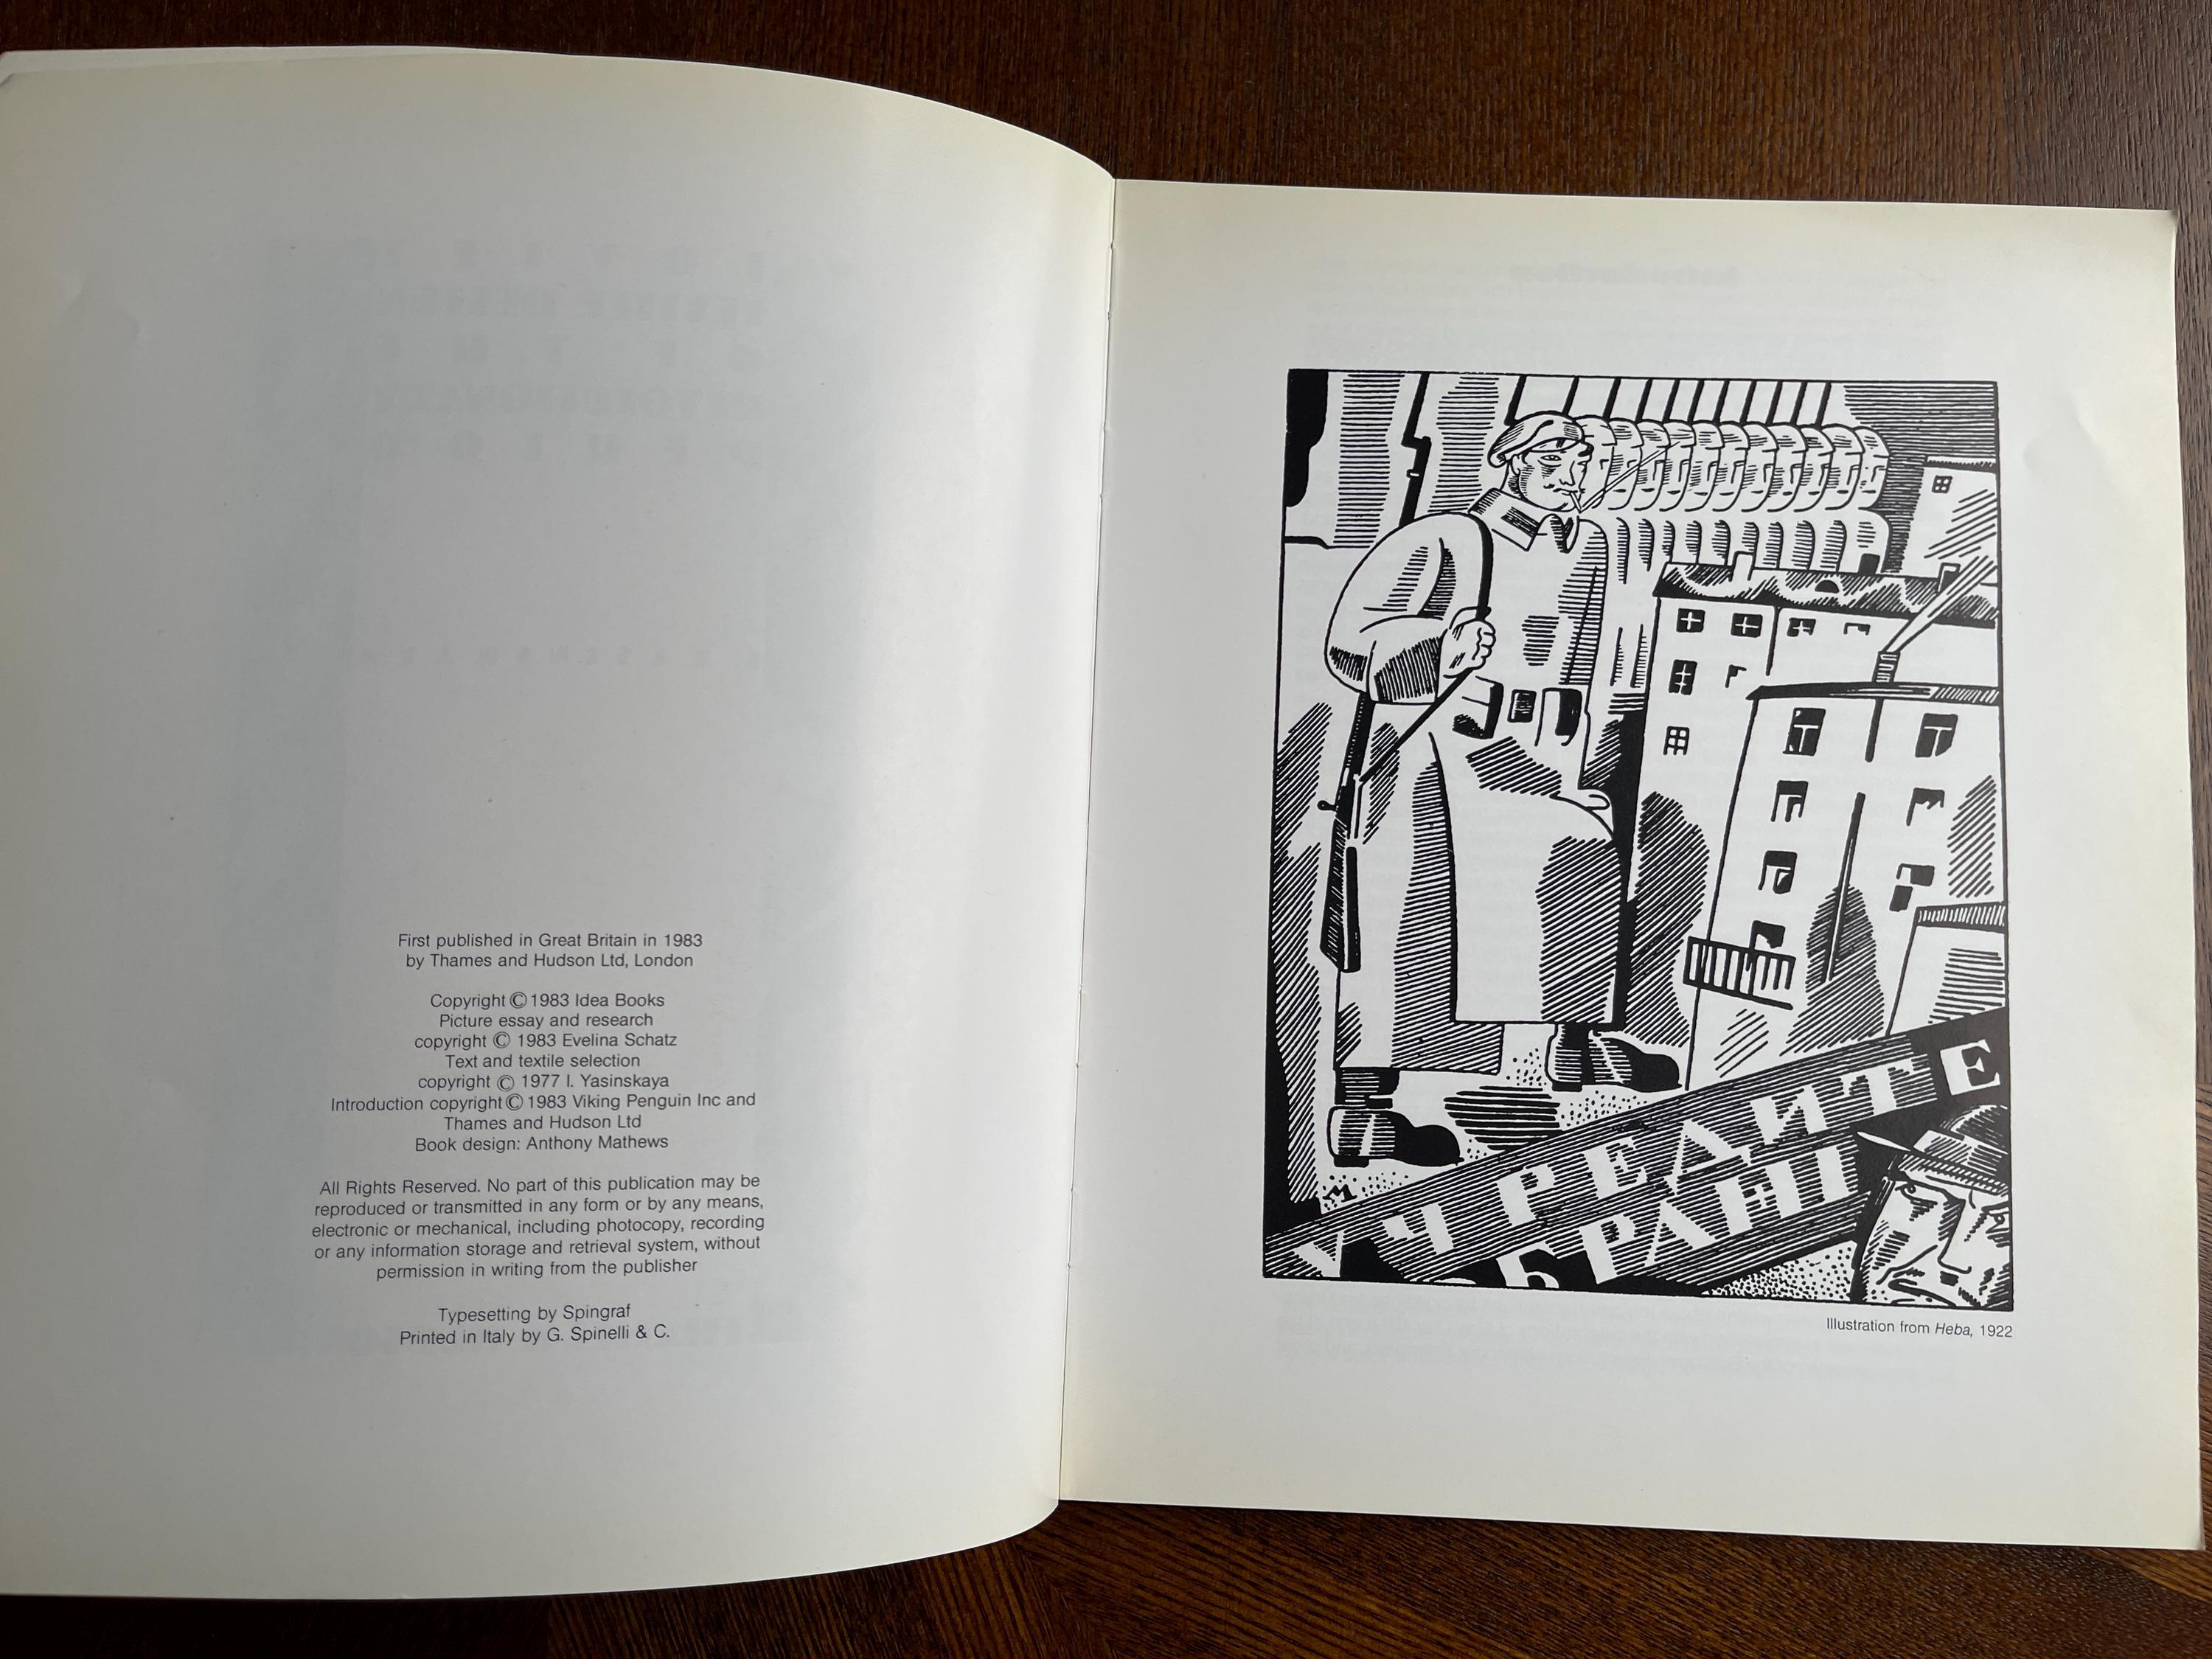 First published in Great Britain in 1983
by Thames and Hudson Ltd, London
Copyright © 1983 Idea Books
Picture essay and research
copyright © 1983 Evelina Schatz
Text and textile selection
copyright © 1977 I. Yasinskaya
Introduction copyright © 1983 Viking Penguin Inc and
Thames and Hudson Ltd
Book design: Anthony Mathews
All Rights Reserved. No part of this publication may be
reproduced or transmitted in any form or by any means,
electronic or mechanical, including photocopy, recording
or any information storage and retrieval system, without
permission in writing from the publisher
Typesetting by Spingraf
Printed in Italy by G. Spinelli & C.
УЧРЕДИТЕ
БРАНІ
М
Illustration from Heba, 1922